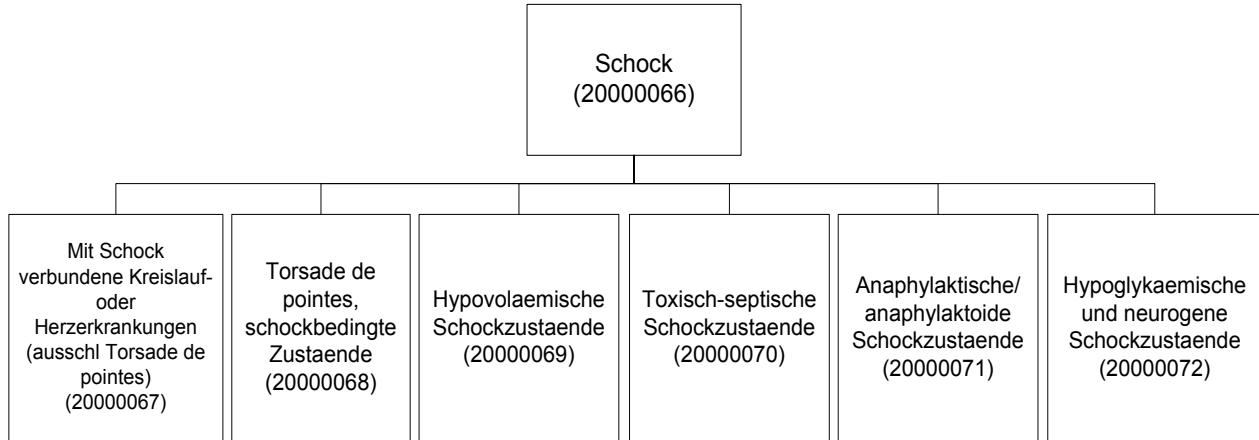 Schock
(20000066)
Mit Schock
verbundene Kreislauf-
oder
Herzerkrankungen
(ausschl Torsade de
pointes)
(20000067)
Torsade de
pointes,
schockbedingte
Zustaende
(20000068)
Hypovolaemische
Schockzustaende
(20000069)
Toxisch-septische
Schockzustaende
(20000070)
Anaphylaktische/
anaphylaktoide
Schockzustaende
(20000071)
Hypoglykaemische
und neurogene
Schockzustaende
(20000072)